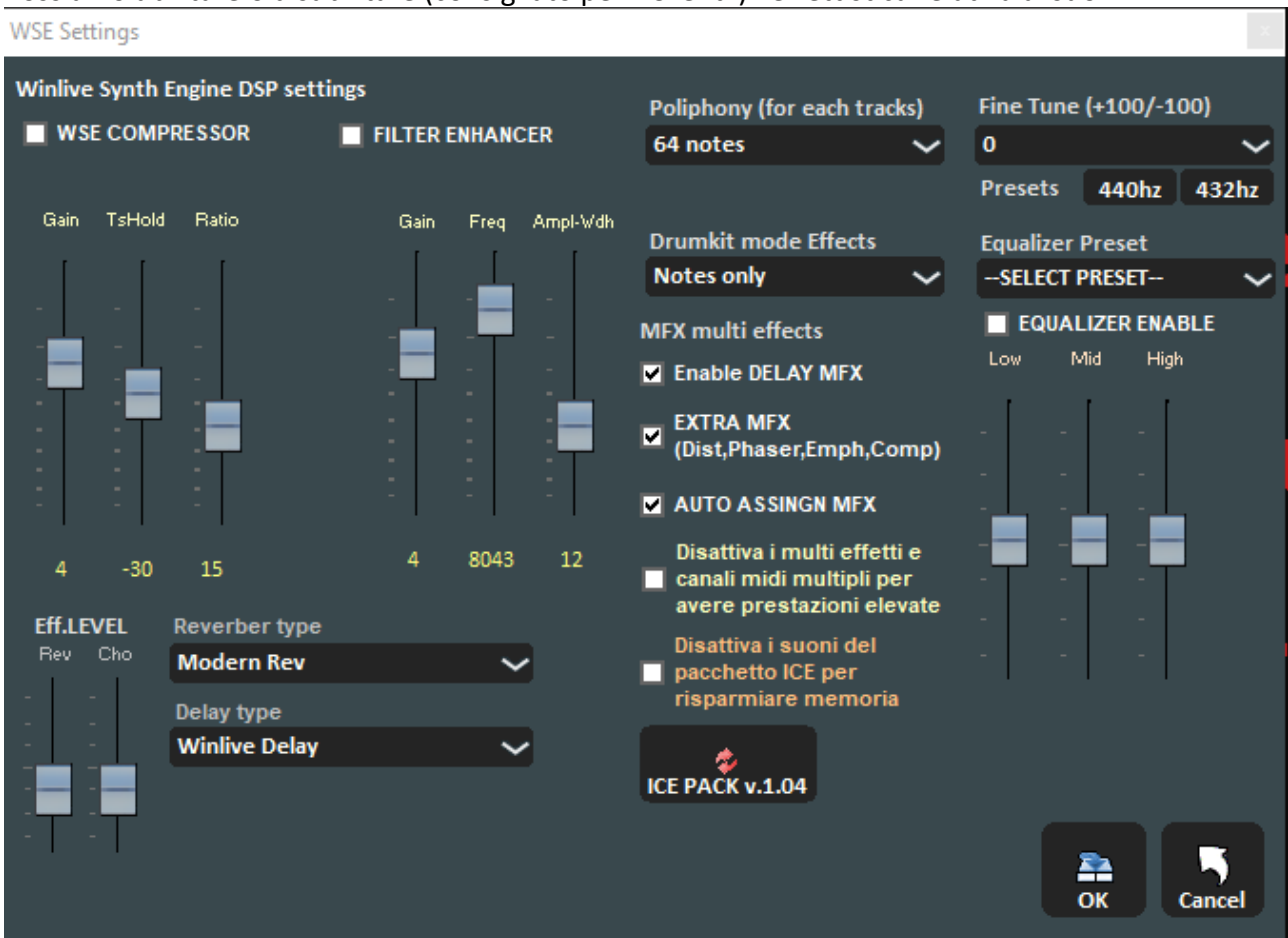 WSE Settings
x
Winlive Synth Engine DSP settings
WSE COMPRESSOR
FILTER ENHANCER
Gain TsHold Ratio
4 -30 15
Gain Freq Ampl-Wdh
4 8043 12
Eff.LEVEL
Rev Cho
Reverber type
Modern Rev
Delay type
Winlive Delay
Poliphony (for each tracks)
64 notes
Drumkit mode Effects
Notes only
MFX multi effects
Enable DELAY MFX
EXTRA MFX
(Dist,Phaser,Emph,Comp)
AUTO ASSINGN MFX
Disattiva i multi effetti e
canali midi multipli per
avere prestazioni elevate
Disattiva i suoni del
pacchetto ICE per
risparmiare memoria
ICE PACK v.1.04
Fine Tune (+100/-100)
0
Presets 440hz 432hz
Equalizer Preset
--SELECT PRESET--
EQUALIZER ENABLE
Low Mid High
OK
Cancel